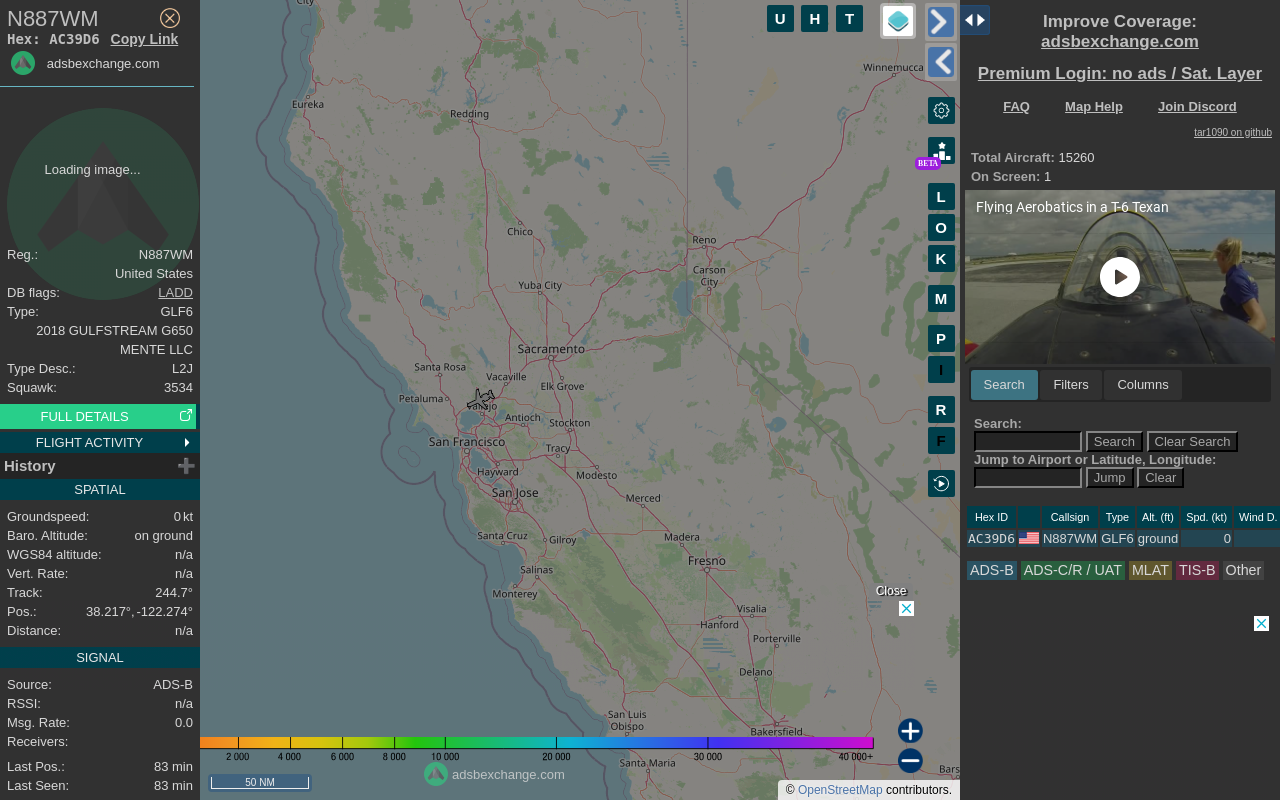 N887WM
Hex: AC39D6 Copy Link
adsbexchange.com
Loading image...
Reg.: N887WM
United States
DB flags: LADD
Type: GLF6
2018 GULFSTREAM G650
MENTE LLC
Type Desc.: L2J
Squawk: 3534
FULL DETAILS
FLIGHT ACTIVITY
History
SPATIAL
Groundspeed: 0 kt
Baro. Altitude: on ground
WGS84 altitude: n/a
Vert. Rate: n/a
Track: 244.7°
Pos.: 38.217°, -122.274°
Distance: n/a
SIGNAL
Source: ADS-B
RSSI: n/a
Msg. Rate: 0.0
Receivers:
Last Pos.: 83 min
Last Seen: 83 min
City
U H T
Winnemucca
Eureka
Redding
BETA
L
O
K
M
P
I
R
F
Chico
Reno
Carson
City
Yuba City
Sacramento
Santa Rosa
Vacaville
Elk Grove
Petaluma
Vallejo
Antioch
Stockton
San Francisco
Tracy
Hayward
Modesto
San Jose
Merced
Santa Cruz
Gilroy
Madera
Fresno
Salinas
Monterey
Close
Visalia
Hanford
Porterville
Delano
San Luis
Obispo
Bakersfield
Santa Maria
Bars
2 000 4 000 6 000 8 000 10 000 20 000 30 000 40 000+
50 NM
adsbexchange.com
© OpenStreetMap contributors.
Improve Coverage:
adsbexchange.com
Premium Login: no ads / Sat. Layer
FAQ Map Help Join Discord
tar1090 on github
Total Aircraft: 15260
On Screen: 1
Flying Aerobatics in a T-6 Texan
Search Filters Columns
Search:
Search Clear Search
Jump to Airport or Latitude, Longitude:
Jump Clear
Hex ID Callsign Type Alt. (ft) Spd. (kt) Wind D.
AC39D6 N887WM GLF6 ground 0
ADS-B ADS-C/R / UAT MLAT TIS-B Other